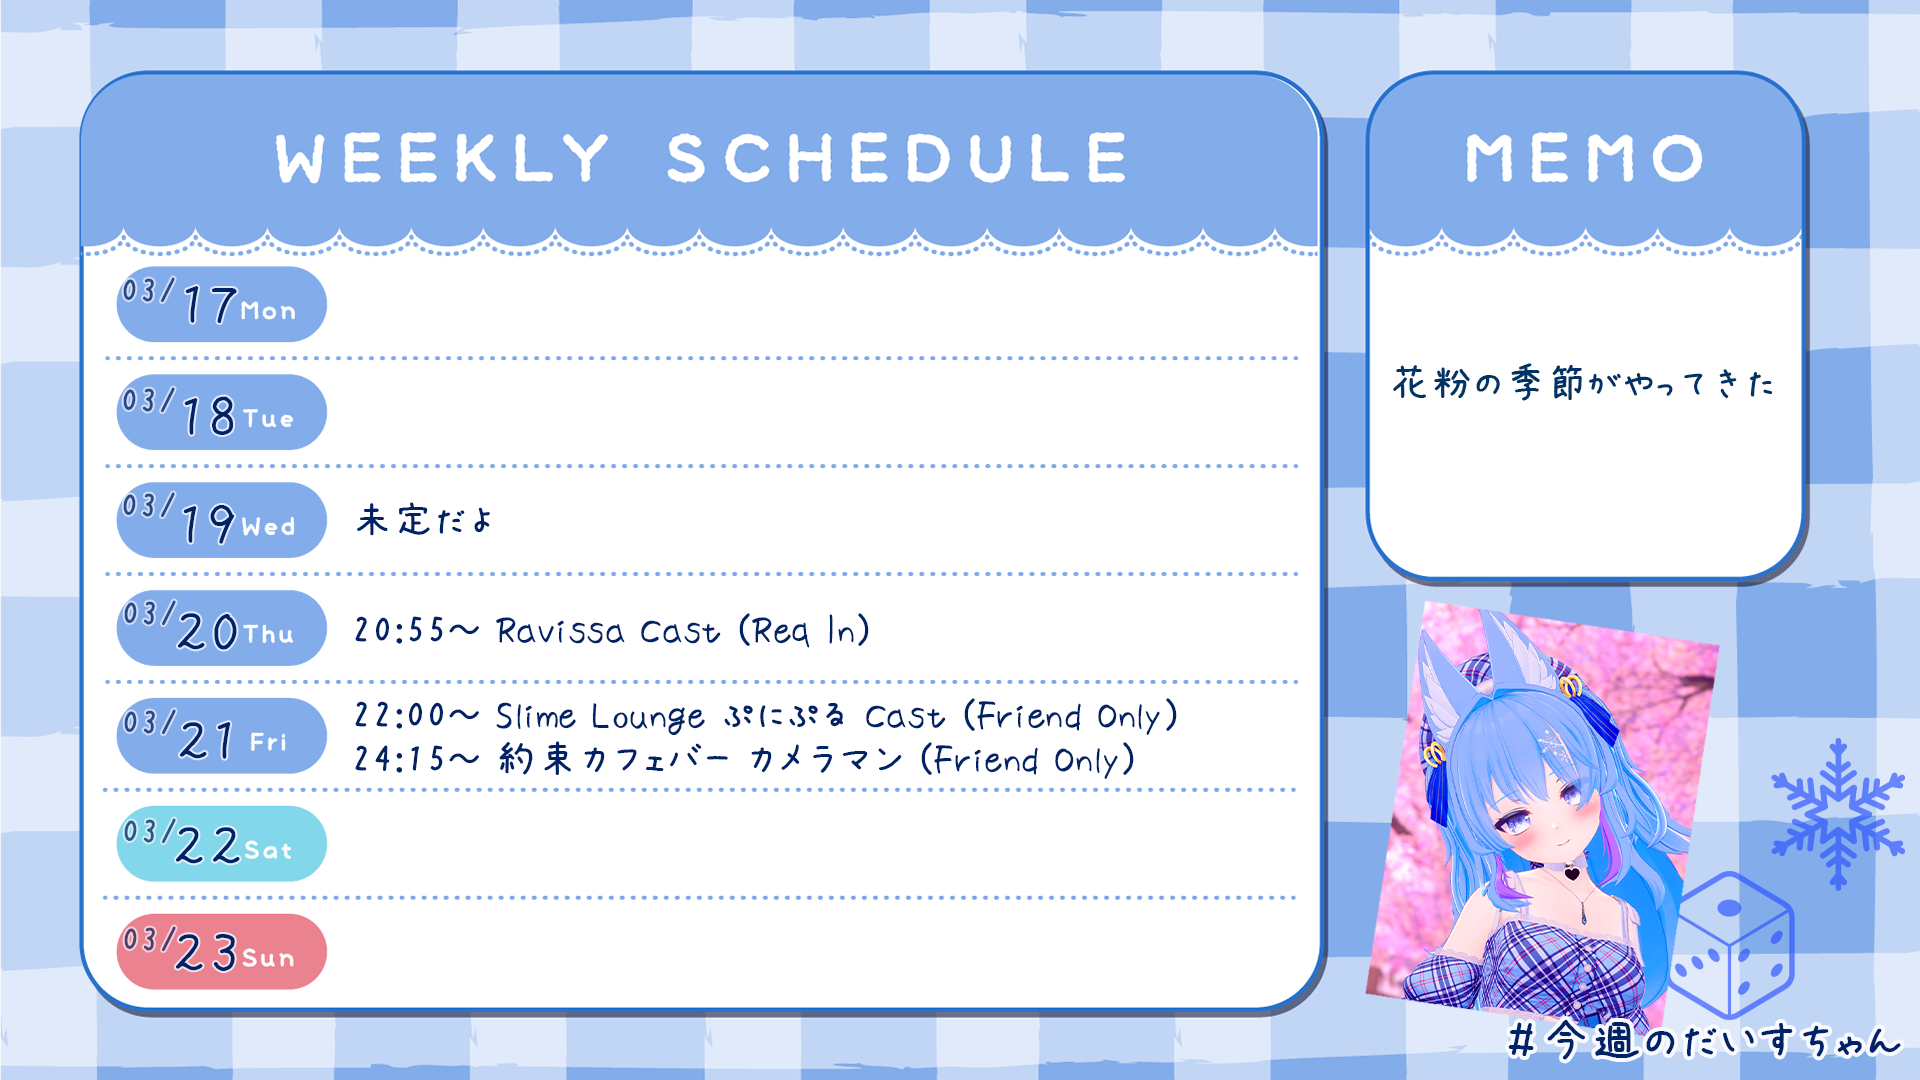 WEEKLY SCHEDULE
03/17 Mon
03/18 Tue
03/19 Wed 未定だよ
03/20 Thu 20:55〜 Ravissa Cast (Req In)
03/21 Fri 22:00〜 Slime Lounge ぷにぷる Cast (Friend Only)
24:15〜 約束カフェバー カメラマン (Friend Only)
03/22 Sat
03/23 Sun
MEMO
花粉の季節がやってきた
#今週のだいすちゃん